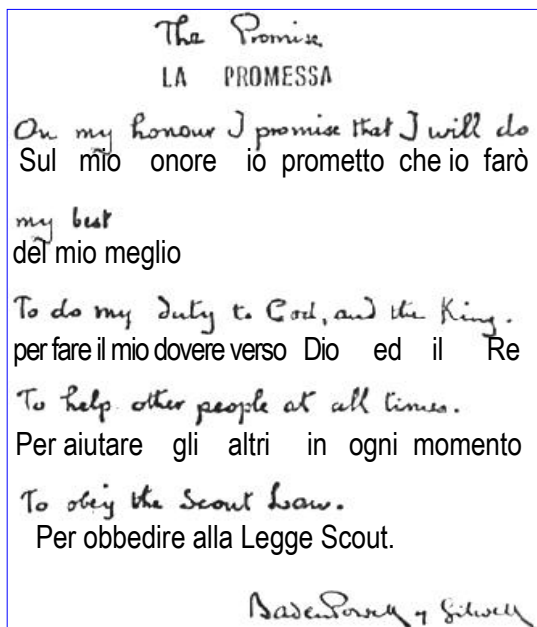 The Promise
LA PROMESSA
On my honour I promise that I will do
Sul mio onore io prometto che io farò
my best
del mio meglio
To do my duty to God, and the King.
per fare il mio dovere verso Dio ed il Re
To help other people at all times.
Per aiutare gli altri in ogni momento
To obey the Scout Law.
Per obbedire alla Legge Scout.
Baden Powell of Gilwell